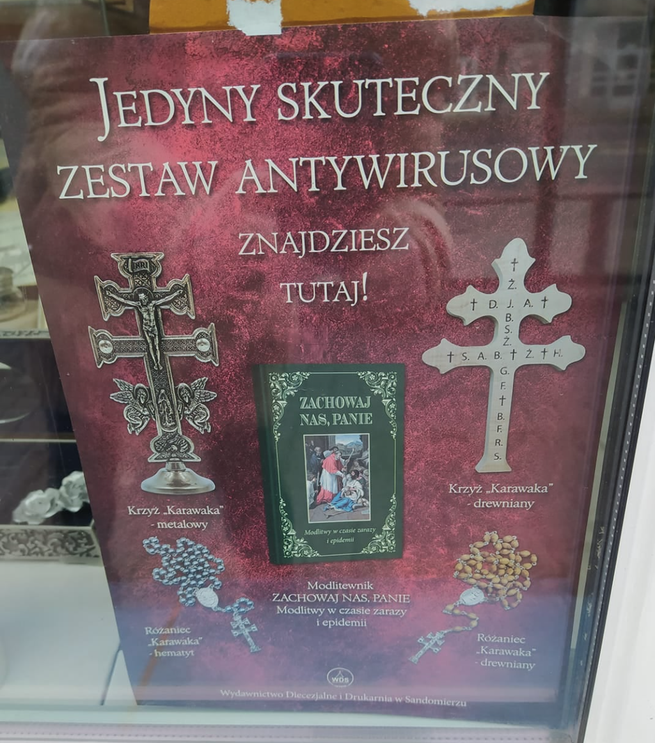 JEDYNY SKUTECZNY
ZESTAW ANTYWIRUSOWY
ZNAJDZIESZ
TUTAJ!
INRI
† Ż.
† D. J. A. †
B.
S.
Ż.
† S. A. B. † Ż † H.
G.
F.
†
B.
F.
R.
S.
ZACHOWAJ
NAS, PANIE
Modlitwy w czasie zarazy
i epidemii
Krzyż „Karawaka"
- metalowy
Krzyż „Karawaka"
- drewniany
Modlitewnik
ZACHOWAJ NAS, PANIE
Modlitwy w czasie zarazy
i epidemii
Różaniec
„Karawaka"
- hematyt
Różaniec
„Karawaka"
- drewniany
WDS
Wydawnictwo Diecezjalne i Drukarnia w Sandomierzu